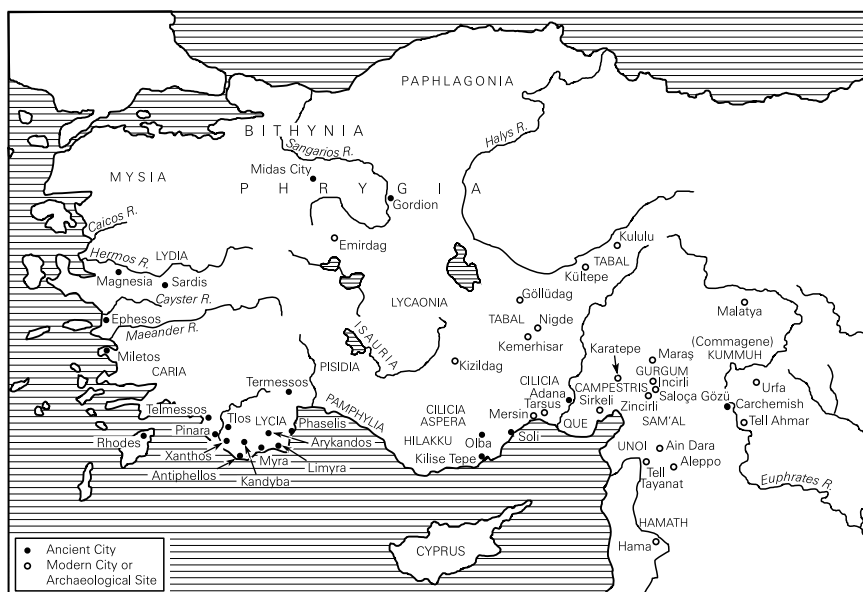 PAPHLAGONIA
BITHYNIA
Sangarios R.
Halys R.
Midas City
MYSIA
PHRYGIA
Gordion
Caicos R.
Emirdag
Kululu
Hermos R.
LYDIA
TABAL
Kültepe
Magnesia
Sardis
Cayster R.
LYCAONIA
Göllüdag
Malatya
Ephesos
Maeander R.
ISAURIA
TABAL
Nigde
Kemerhisar
(Commagene)
KUMMUH
Miletos
CARIA
PISIDIA
Kizildag
Karatepe
Maraş
GURGUM
Termessos
CILICIA
CAMPESTRIS
Incirli
Urfa
Adana
Saloça Gözü
Telmessos
Tlos
LYCIA
PAMPHYLIA
CILICIA
ASPERA
Tarsus
Mersin
Sirkeli
Zincirli
Carchemish
Phaselis
QUE
SAM'AL
Tell Ahmar
Pinara
Rhodes
Arykandos
HILAKKU
Olba
Soli
Xanthos
Myra
Limyra
Kilise Tepe
UNOI
Ain Dara
Antiphellos
Kandyba
Tell
Tayanat
Aleppo
Euphrates R.
HAMATH
Hama
CYPRUS
Ancient City
Modern City or
Archaeological Site